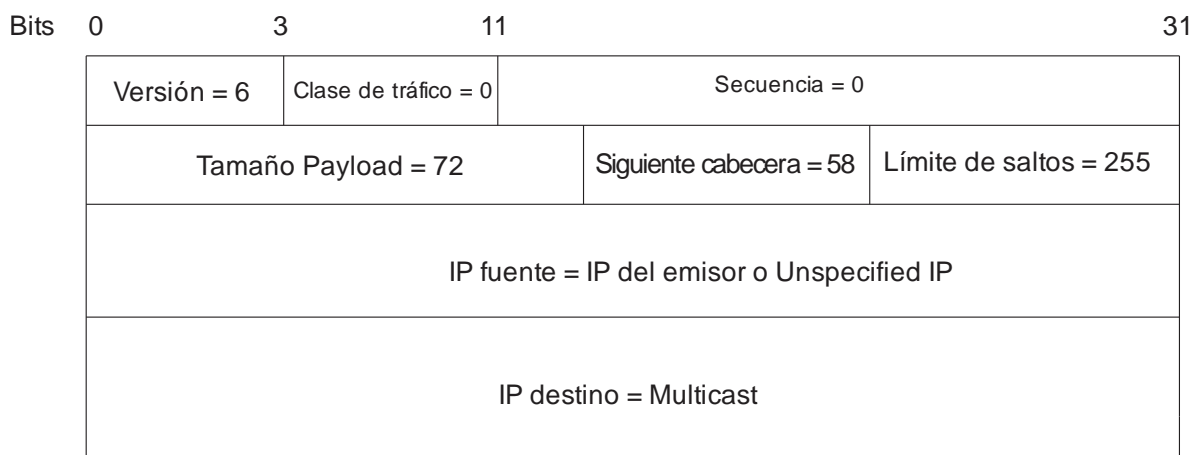 Bits 0 3 11 31
Versión = 6 Clase de tráfico = 0 Secuencia = 0
Tamaño Payload = 72 Siguiente cabecera = 58 Límite de saltos = 255
IP fuente = IP del emisor o Unspecified IP
IP destino = Multicast